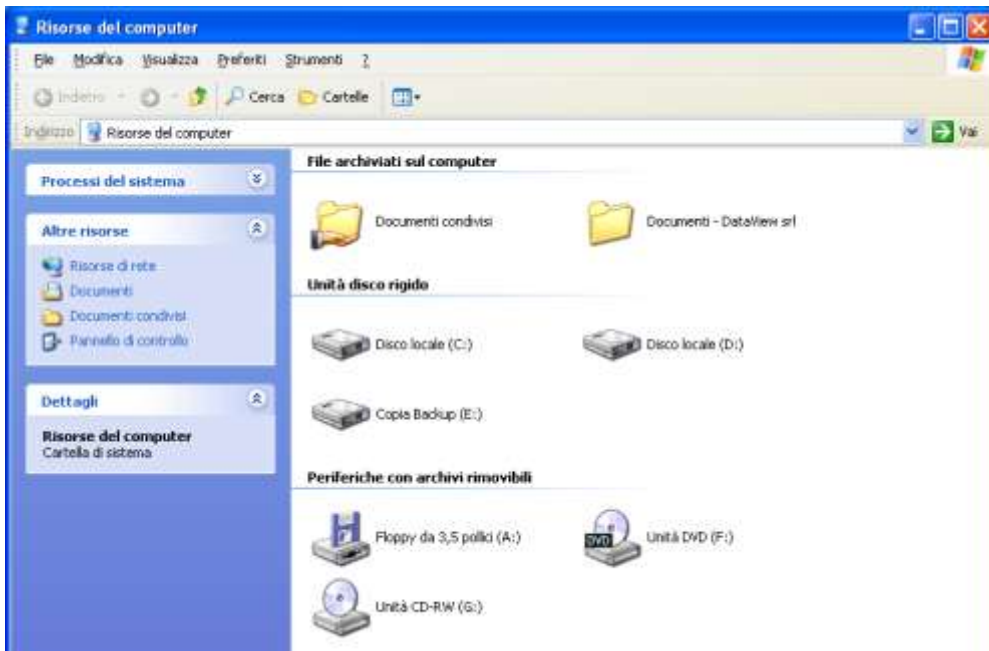 Risorse del computer
File Modifica Visualizza Preferiti Strumenti ?
Indietro Cerca Cartelle
Indirizzo Risorse del computer Vai
File archiviati sul computer
Processi del sistema
Documenti condivisi Documenti - DataView srl
Altre risorse
Risorse di rete
Unità disco rigido
Documenti
Documenti condivisi
Pannello di controllo
Disco locale (C:) Disco locale (D:)
Dettagli
Copia Backup (E:)
Risorse del computer
Cartella di sistema
Periferiche con archivi rimovibili
Floppy da 3,5 pollici (A:) DVD Unità DVD (F:)
Unità CD-RW (G:)